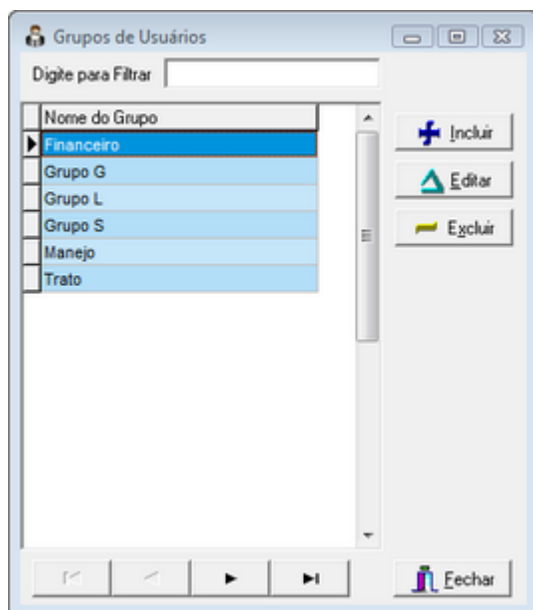 Grupos de Usuários
Digite para Filtrar
Nome do Grupo
Financeiro
Grupo G
Grupo L
Grupo S
Manejo
Trato
Incluir
Editar
Excluir
Fechar